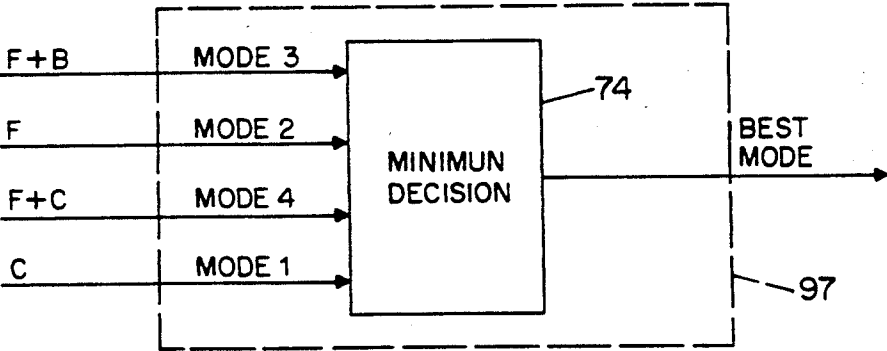 F+B
MODE 3
F
MODE 2
F+C
MODE 4
C
MODE 1
MINIMUN
DECISION
74
BEST
MODE
97